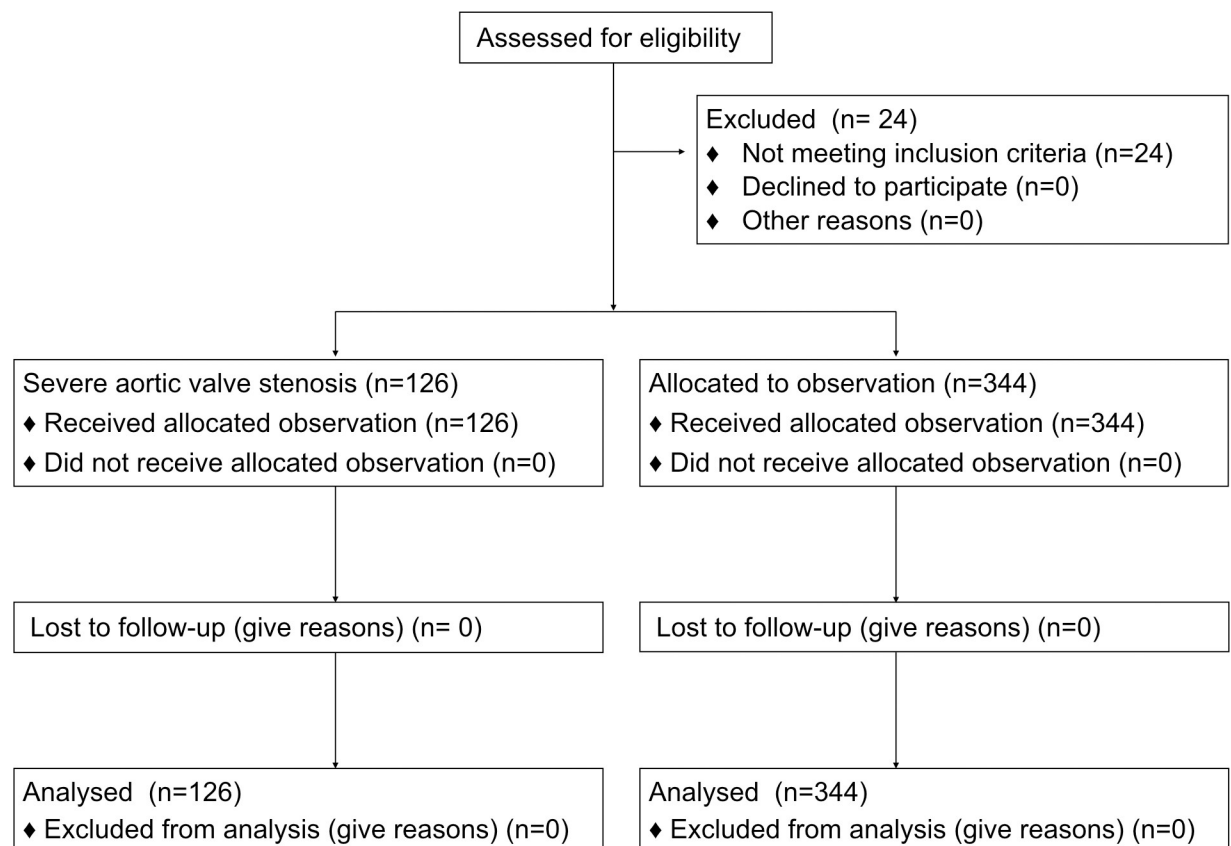 Assessed for eligibility
Excluded (n= 24)
♦ Not meeting inclusion criteria (n=24)
♦ Declined to participate (n=0)
♦ Other reasons (n=0)
Severe aortic valve stenosis (n=126)
♦ Received allocated observation (n=126)
♦ Did not receive allocated observation (n=0)
Allocated to observation (n=344)
♦ Received allocated observation (n=344)
♦ Did not receive allocated observation (n=0)
Lost to follow-up (give reasons) (n= 0)
Lost to follow-up (give reasons) (n=0)
Analysed (n=126)
♦ Excluded from analysis (give reasons) (n=0)
Analysed (n=344)
♦ Excluded from analysis (give reasons) (n=0)